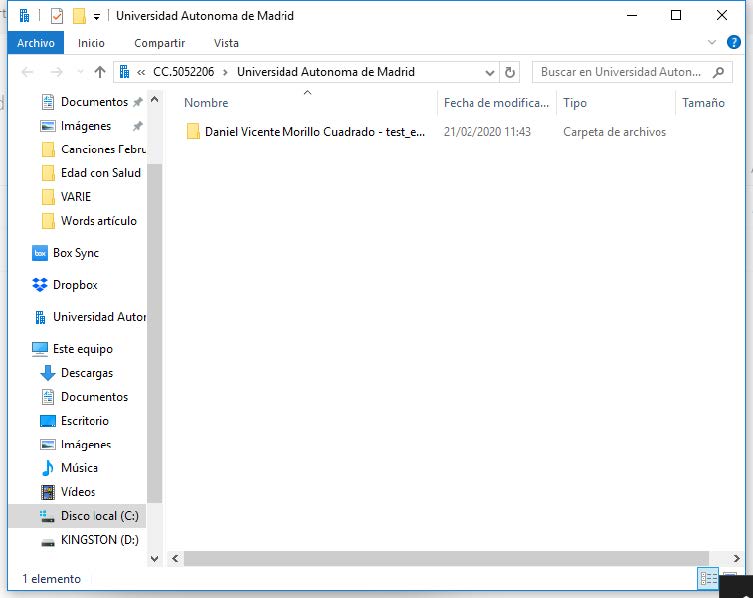 Universidad Autonoma de Madrid
Archivo Inicio Compartir Vista
« CC.5052206 › Universidad Autonoma de Madrid
Buscar en Universidad Auton...
Nombre Fecha de modifica... Tipo Tamaño
Daniel Vicente Morillo Cuadrado - test_e... 21/02/2020 11:43 Carpeta de archivos
Documentos
Imágenes
Canciones Febru
Edad con Salud
VARIE
Words artículo
box Box Sync
Dropbox
Universidad Autor
Este equipo
Descargas
Documentos
Escritorio
Imágenes
Música
Vídeos
Disco local (C:)
KINGSTON (D:)
1 elemento